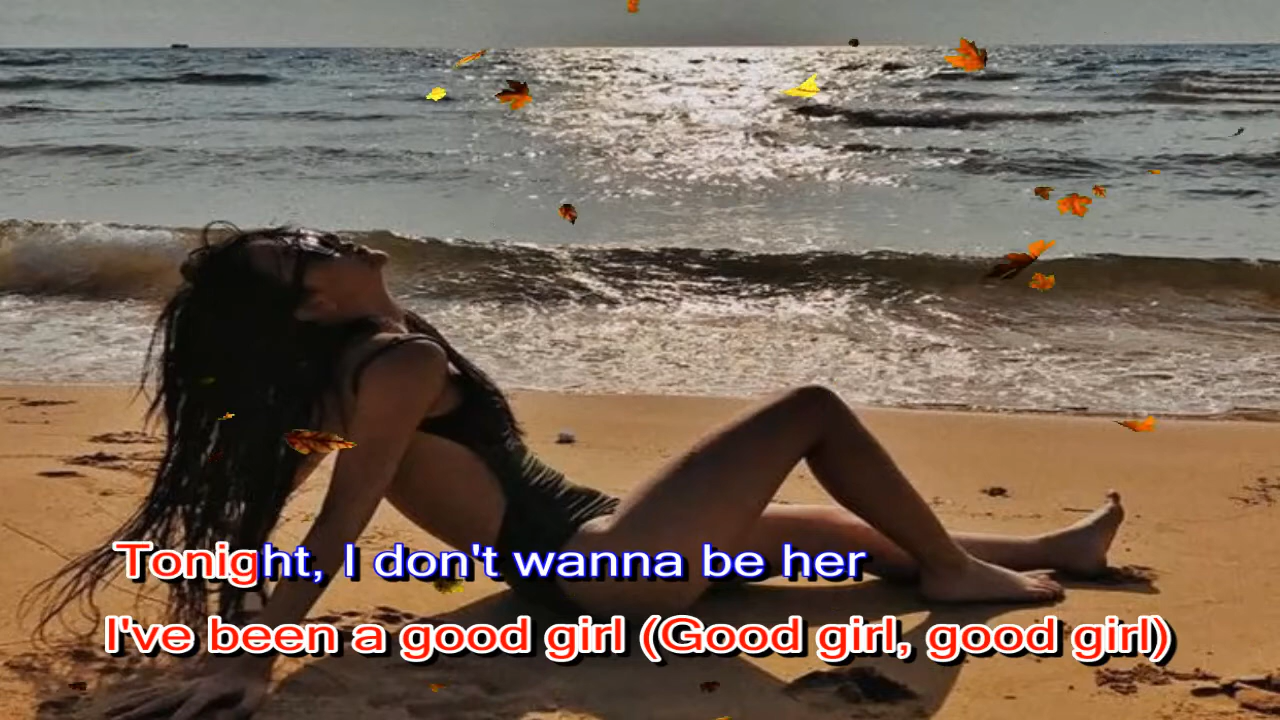 Tonight, I don't wanna be her
I've been a good girl (Good girl, good girl)